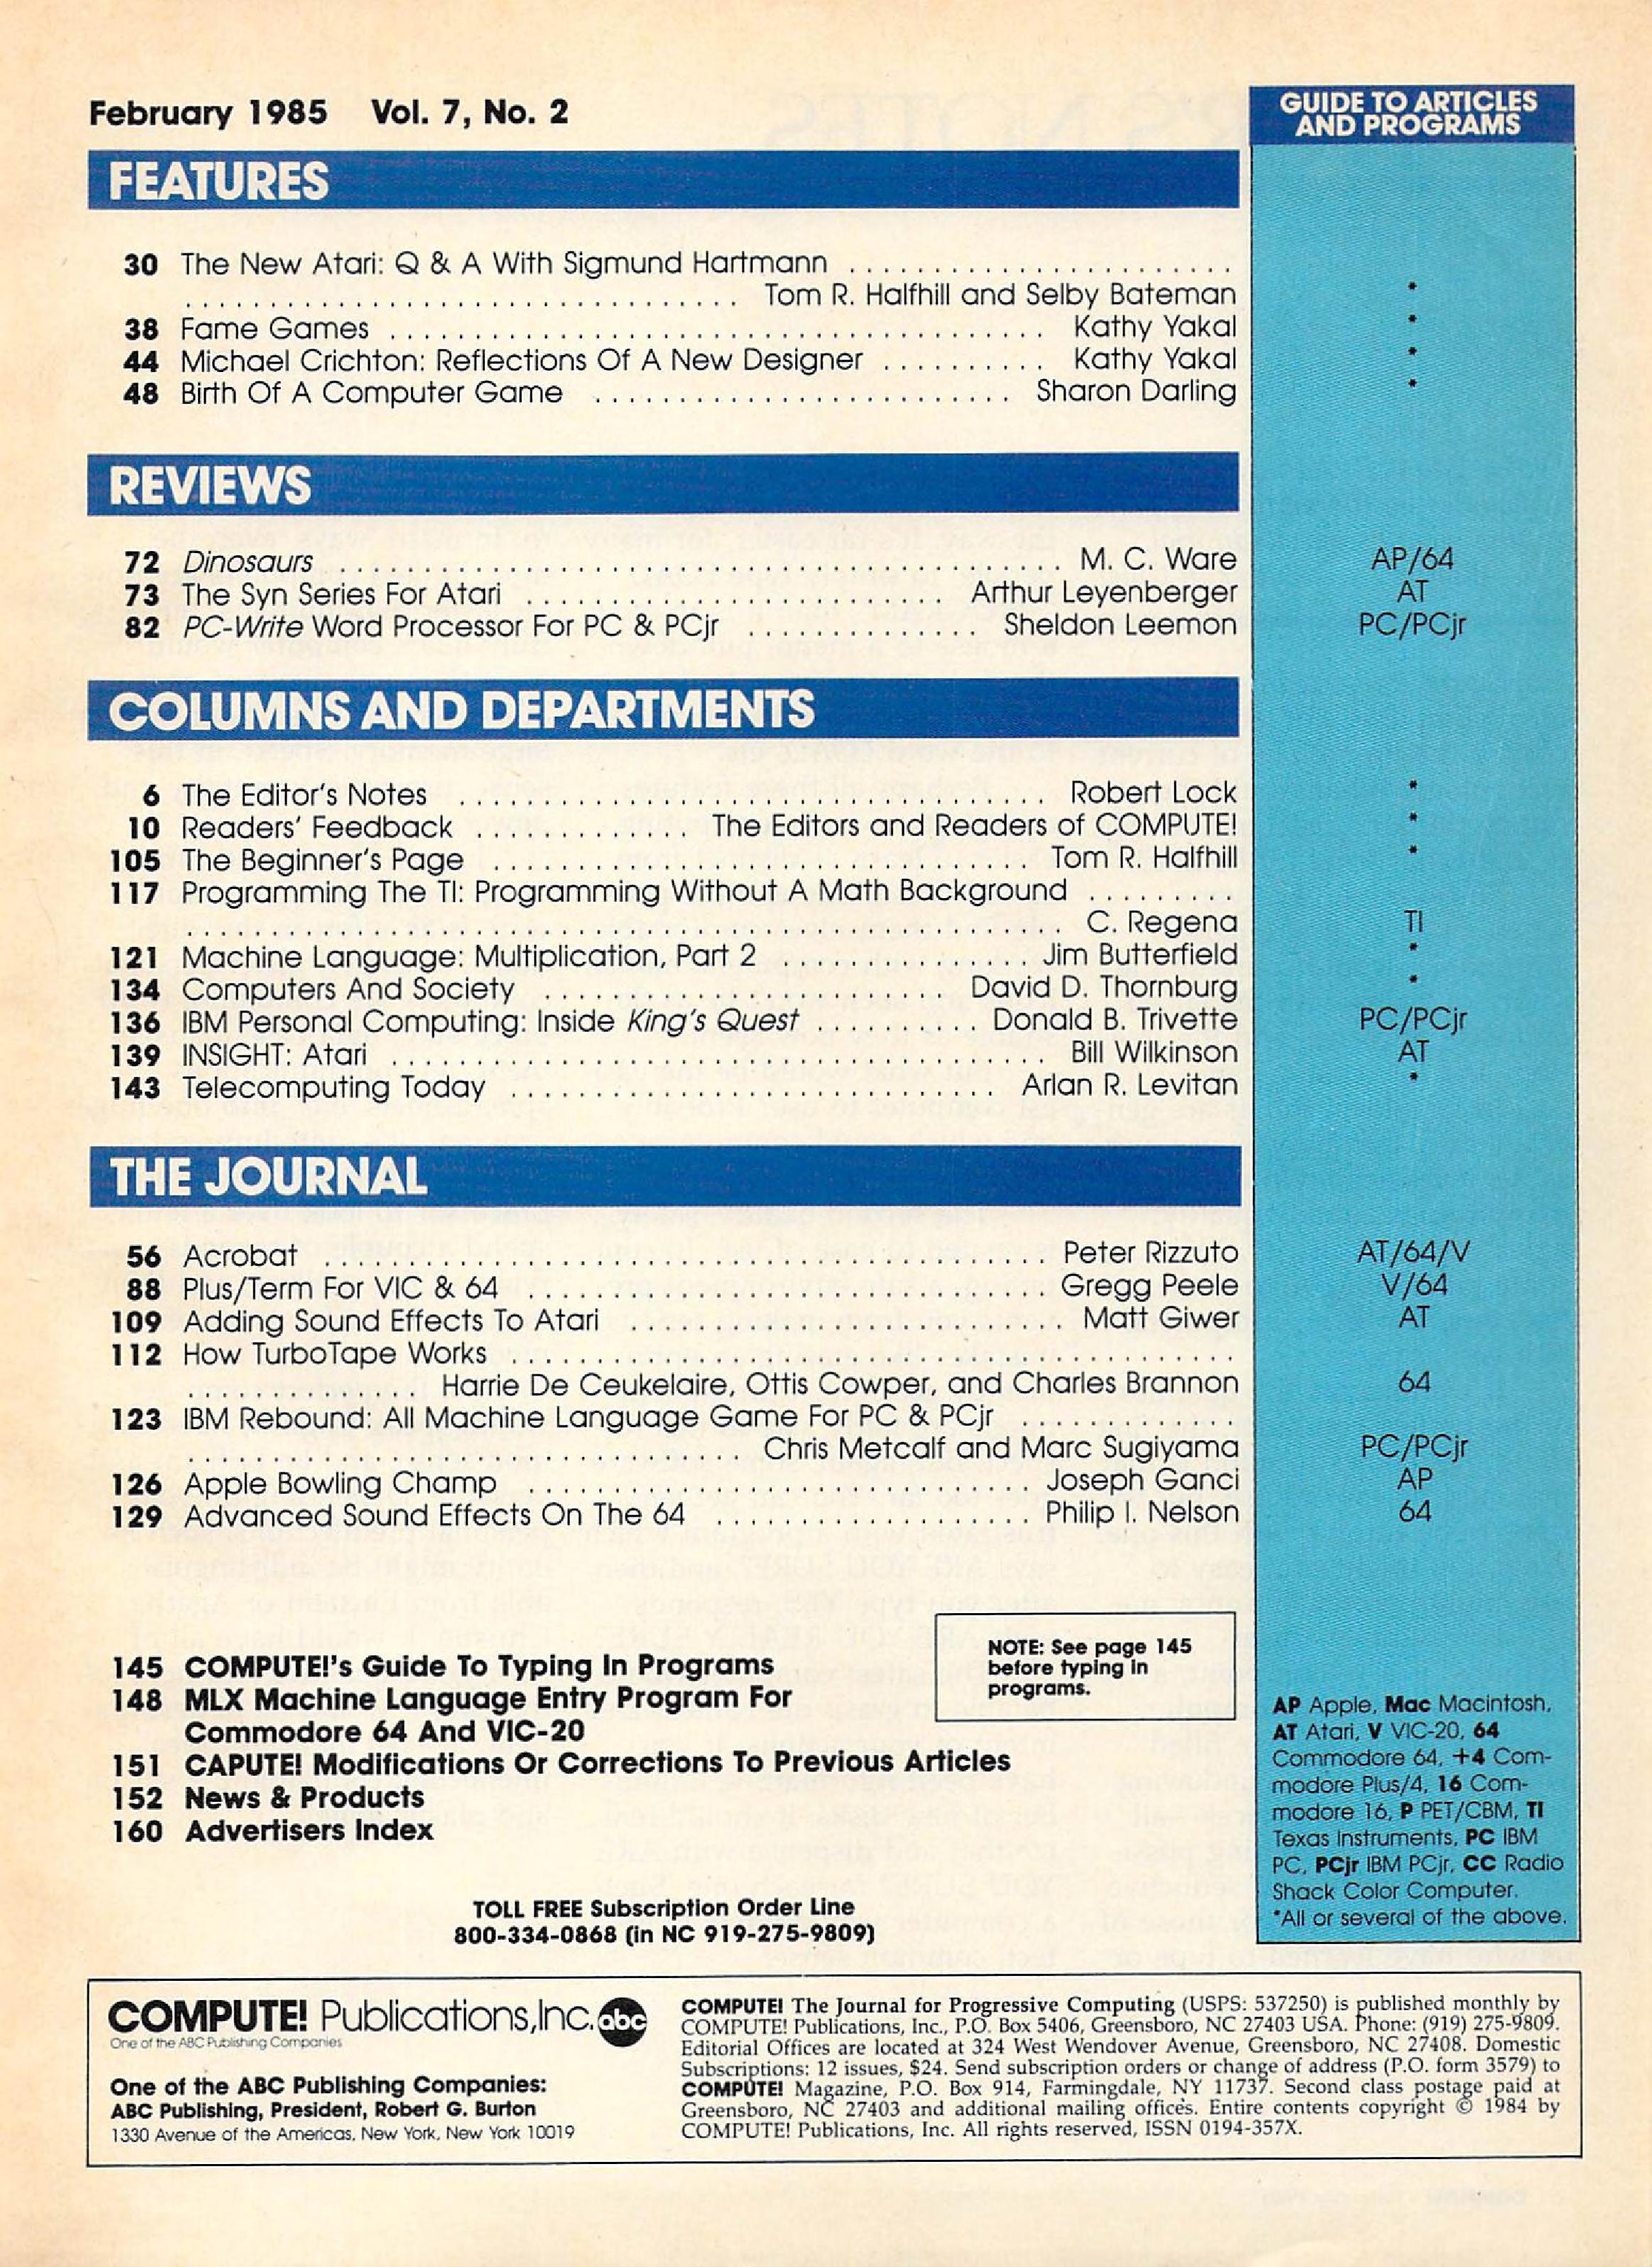 February 1985 Vol. 7, No. 2
GUIDE TO ARTICLES
AND PROGRAMS
FEATURES
30 The New Atari: Q & A With Sigmund Hartmann . . . . . . . . . . . . . . . . . . . . . . .
. . . . . . . . . . . . . . . . . . . . . . . . . . . . . . . . . Tom R. Halfhill and Selby Bateman *
38 Fame Games . . . . . . . . . . . . . . . . . . . . . . . . . . . . . . . . . . . . . . . Kathy Yakal *
44 Michael Crichton: Reflections Of A New Designer . . . . . . . . . . Kathy Yakal *
48 Birth Of A Computer Game . . . . . . . . . . . . . . . . . . . . . . . . . Sharon Darling *
REVIEWS
72 Dinosaurs . . . . . . . . . . . . . . . . . . . . . . . . . . . . . . . . . . . . . . . . . . . M. C. Ware AP/64
73 The Syn Series For Atari . . . . . . . . . . . . . . . . . . . . . . . . . Arthur Leyenberger AT
82 PC-Write Word Processor For PC & PCjr . . . . . . . . . . . . . . Sheldon Leemon PC/PCjr
COLUMNS AND DEPARTMENTS
6 The Editor's Notes . . . . . . . . . . . . . . . . . . . . . . . . . . . . . . . . . . . Robert Lock *
10 Readers' Feedback . . . . . . . . . . . . . The Editors and Readers of COMPUTE! *
105 The Beginner's Page . . . . . . . . . . . . . . . . . . . . . . . . . . . . . . . . Tom R. Halfhill *
117 Programming The TI: Programming Without A Math Background . . . . . . . . .
. . . . . . . . . . . . . . . . . . . . . . . . . . . . . . . . . . . . . . . . . . . . . . . . . . . . C. Regena TI
121 Machine Language: Multiplication, Part 2 . . . . . . . . . . . . . . . Jim Butterfield *
134 Computers And Society . . . . . . . . . . . . . . . . . . . . . . . . David D. Thornburg *
136 IBM Personal Computing: Inside King's Quest . . . . . . . . . . Donald B. Trivette PC/PCjr
139 INSIGHT: Atari . . . . . . . . . . . . . . . . . . . . . . . . . . . . . . . . . . . . . . . Bill Wilkinson AT
143 Telecomputing Today . . . . . . . . . . . . . . . . . . . . . . . . . . . . . Arlan R. Levitan *
THE JOURNAL
56 Acrobat . . . . . . . . . . . . . . . . . . . . . . . . . . . . . . . . . . . . . . . . . . . Peter Rizzuto AT/64/V
88 Plus/Term For VIC & 64 . . . . . . . . . . . . . . . . . . . . . . . . . . . . . . . Gregg Peele V/64
109 Adding Sound Effects To Atari . . . . . . . . . . . . . . . . . . . . . . . . . . Matt Giwer AT
112 How TurboTape Works . . . . . . . . . . . . . . . . . . . . . . . . . . . . . . . . . . . . . . . . . . .
. . . . . . . . . . . . . . Harrie De Ceukelaire, Ottis Cowper, and Charles Brannon 64
123 IBM Rebound: All Machine Language Game For PC & PCjr . . . . . . . . . . . . .
. . . . . . . . . . . . . . . . . . . . . . . . . . . . . . . . . Chris Metcalf and Marc Sugiyama PC/PCjr
126 Apple Bowling Champ . . . . . . . . . . . . . . . . . . . . . . . . . . . . . . Joseph Ganci AP
129 Advanced Sound Effects On The 64 . . . . . . . . . . . . . . . . . . . Philip I. Nelson 64
145 COMPUTE!'s Guide To Typing In Programs
148 MLX Machine Language Entry Program For
Commodore 64 And VIC-20
151 CAPUTE! Modifications Or Corrections To Previous Articles
152 News & Products
160 Advertisers Index
NOTE: See page 145
before typing in
programs.
TOLL FREE Subscription Order Line
800-334-0868 (in NC 919-275-9809)
AP Apple, Mac Macintosh,
AT Atari, V VIC-20, 64
Commodore 64, +4 Com-
modore Plus/4, 16 Com-
modore 16, P PET/CBM, TI
Texas Instruments, PC IBM
PC, PCjr IBM PCjr, CC Radio
Shack Color Computer.
*All or several of the above.
COMPUTE! Publications,Inc. abc
One of the ABC Publishing Companies
One of the ABC Publishing Companies:
ABC Publishing, President, Robert G. Burton
1330 Avenue of the Americas, New York, New York 10019
COMPUTE! The Journal for Progressive Computing (USPS: 537250) is published monthly by
COMPUTE! Publications, Inc., P.O. Box 5406, Greensboro, NC 27403 USA. Phone: (919) 275-9809.
Editorial Offices are located at 324 West Wendover Avenue, Greensboro, NC 27408. Domestic
Subscriptions: 12 issues, $24. Send subscription orders or change of address (P.O. form 3579) to
COMPUTE! Magazine, P.O. Box 914, Farmingdale, NY 11737. Second class postage paid at
Greensboro, NC 27403 and additional mailing offices. Entire contents copyright © 1984 by
COMPUTE! Publications, Inc. All rights reserved, ISSN 0194-357X.